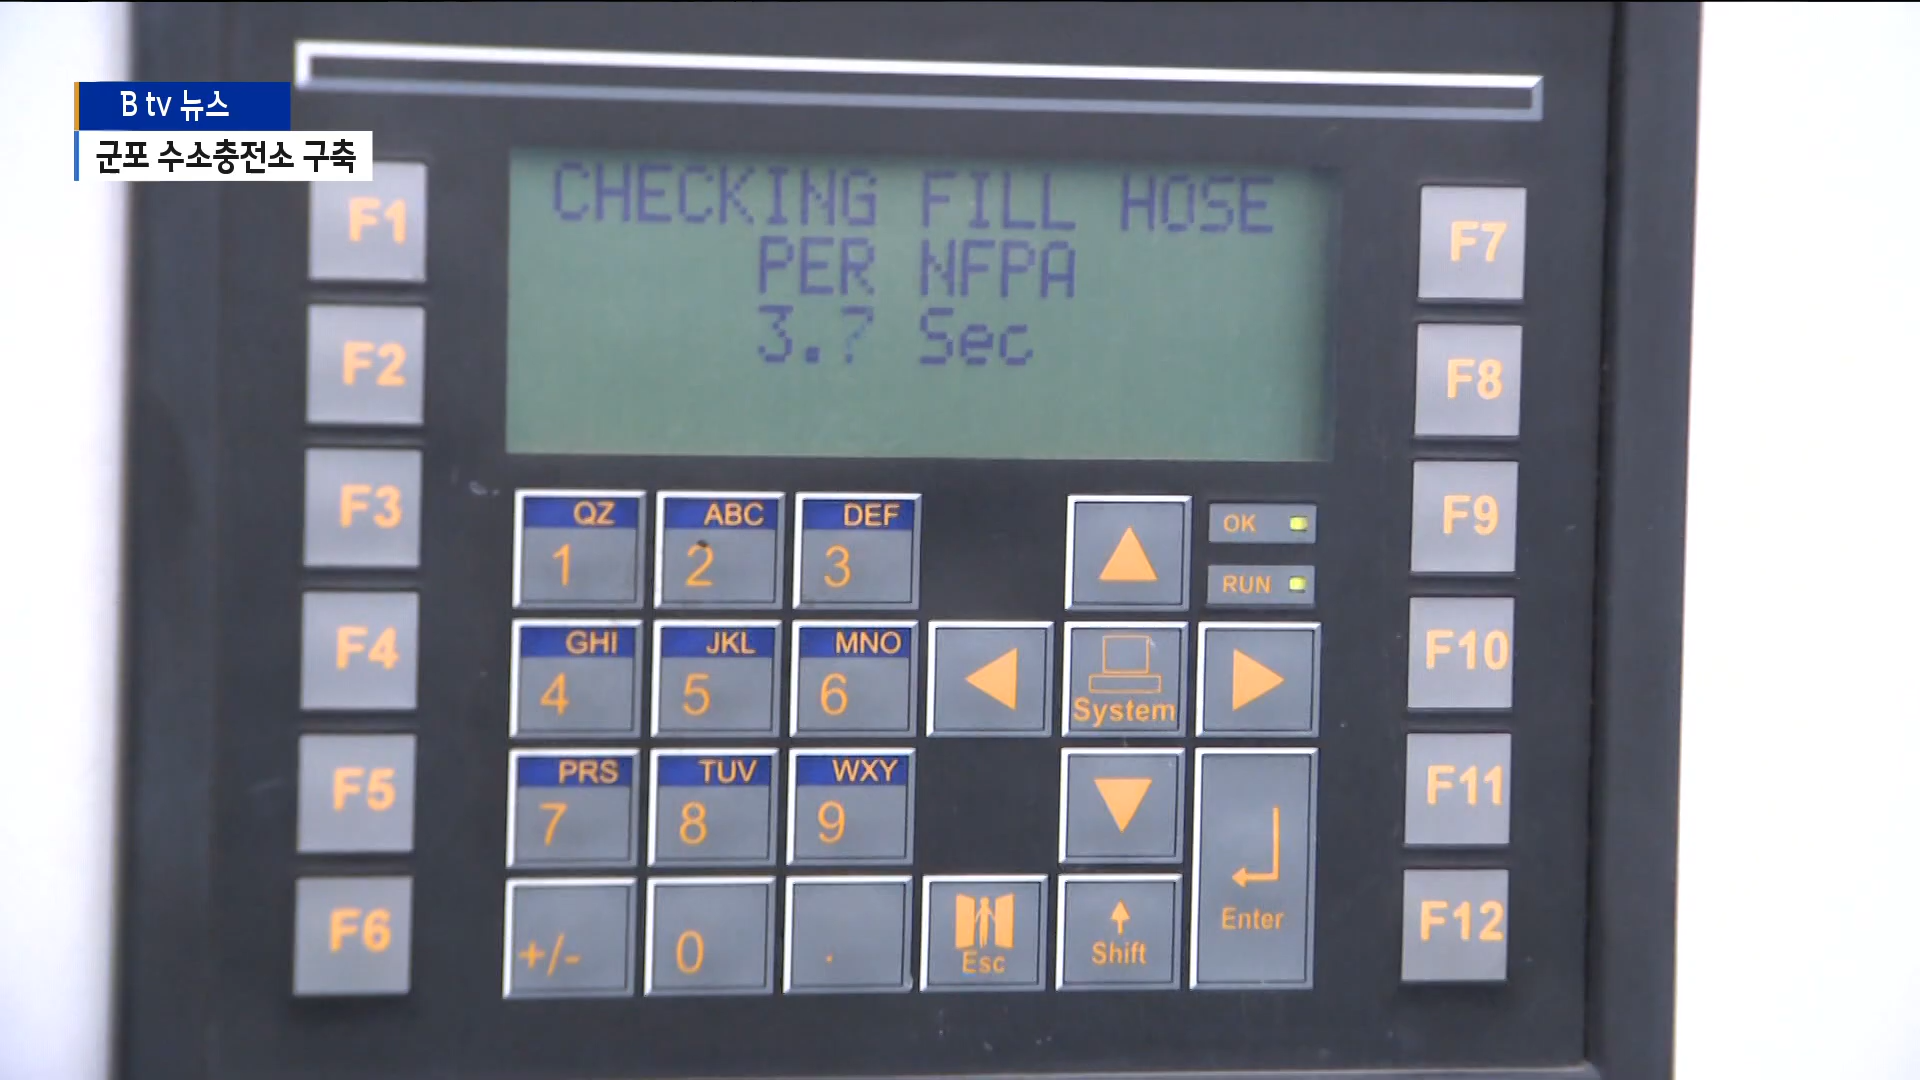 B tv 뉴스
군포 수소충전소 구축
CHECKING FILL HOSE
PER NFPA
3.7 Sec
F1
F2
F3
F4
F5
F6
QZ
1
ABC
2
DEF
3
GHI
4
JKL
5
MNO
6
PRS
7
TUV
8
WXY
9
+/-
0
.
Esc
Shift
System
Enter
OK
RUN
F7
F8
F9
F10
F11
F12